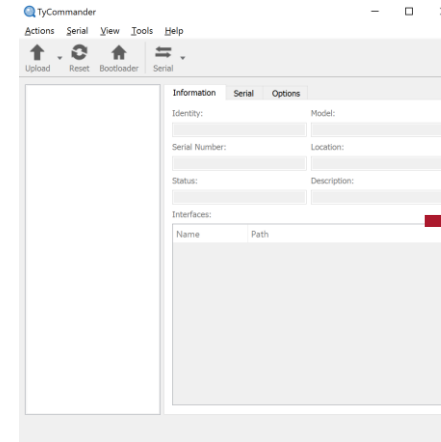 TyCommander
Actions Serial View Tools Help
Upload Reset Bootloader Serial
Information Serial Options
Identity: Model:
Serial Number: Location:
Status: Description:
Interfaces:
Name Path